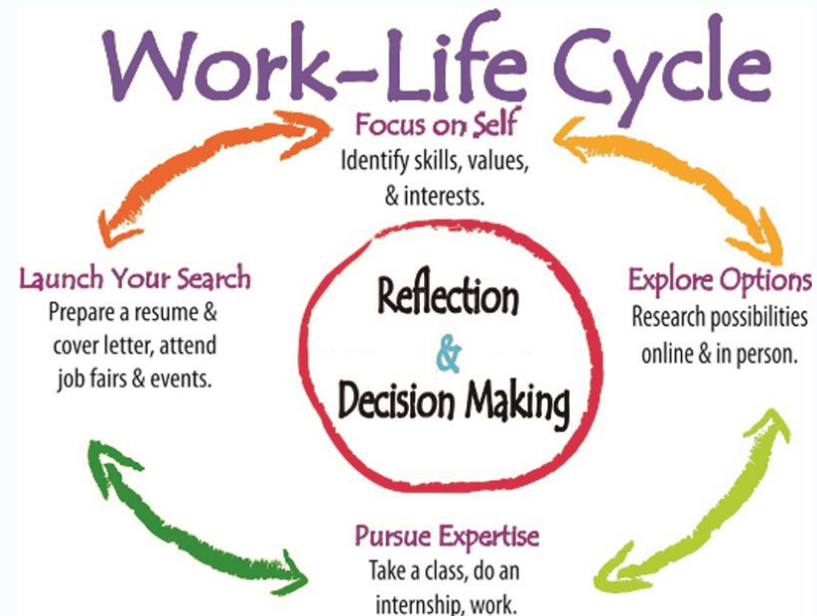 Work-Life Cycle
Focus on Self
Identify skills, values,
& interests.
Launch Your Search
Prepare a resume &
cover letter, attend
job fairs & events.
Reflection
&
Decision Making
Explore Options
Research possibilities
online & in person.
Pursue Expertise
Take a class, do an
internship, work.